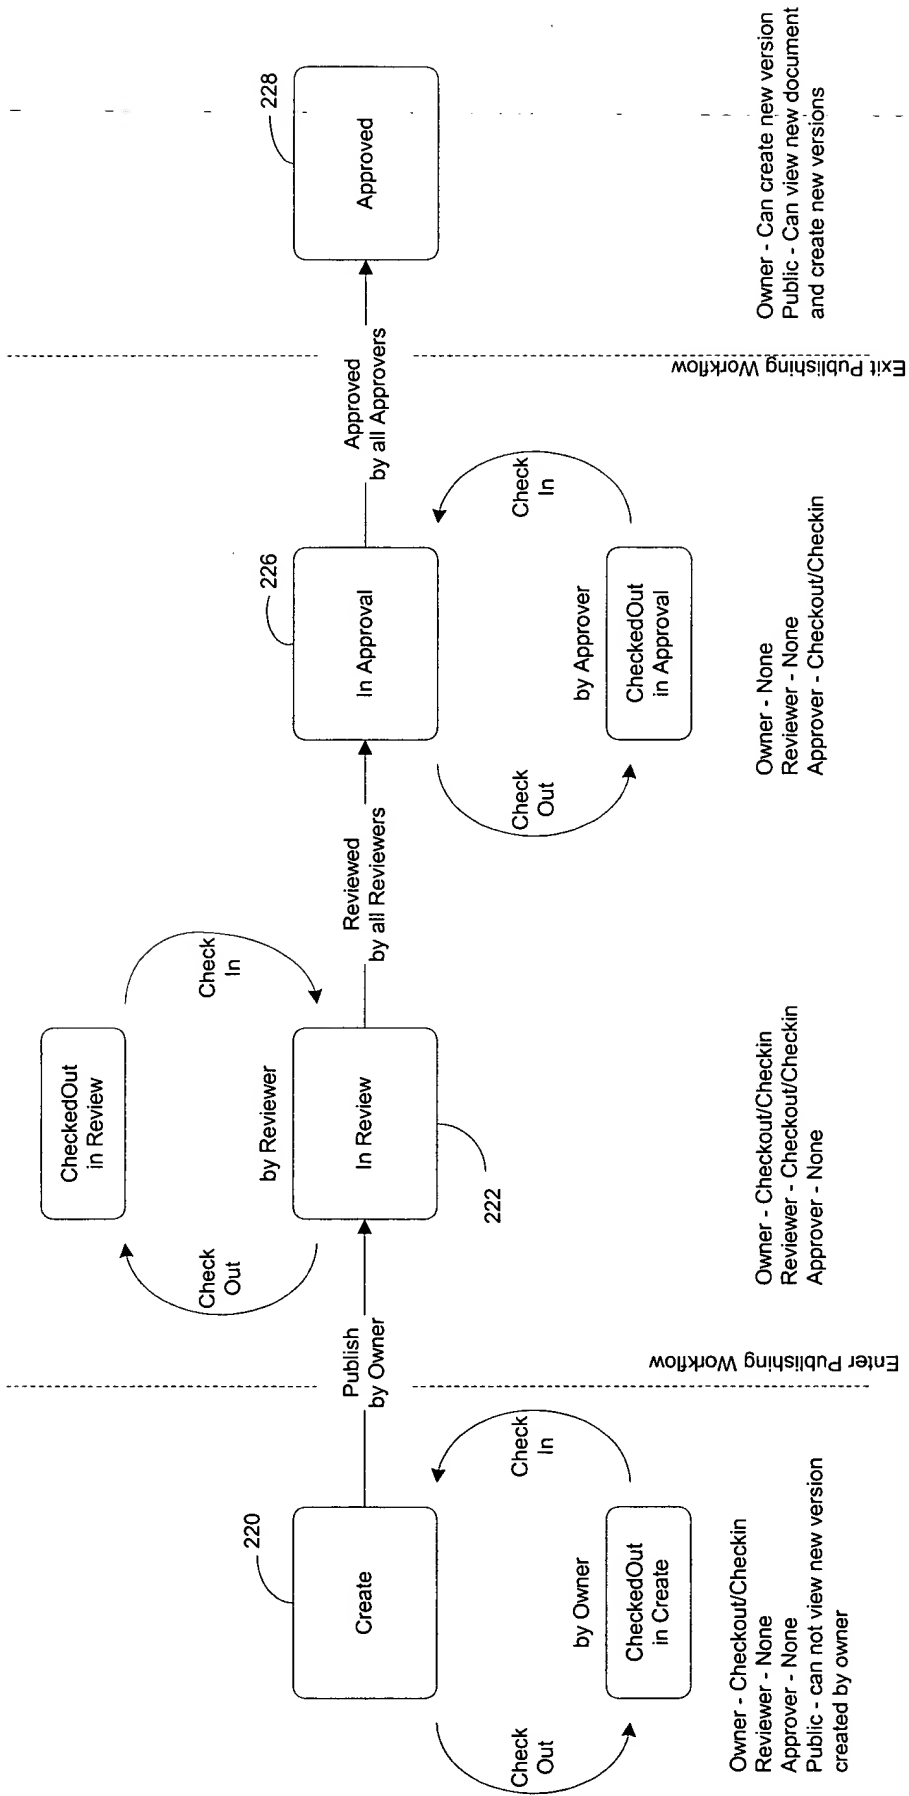 220
Create
Check
Out
Check
In
by Owner
CheckedOut
in Create
Owner - Checkout/Checkin
Reviewer - None
Approver - None
Public - can not view new version
created by owner
Publish
by Owner
Enter Publishing Workflow
CheckedOut
in Review
Check
Out
Check
In
by Reviewer
In Review
222
Owner - Checkout/Checkin
Reviewer - Checkout/Checkin
Approver - None
Reviewed
by all Reviewers
226
In Approval
Check
Out
Check
In
by Approver
CheckedOut
in Approval
Owner - None
Reviewer - None
Approver - Checkout/Checkin
Approved
by all Approvers
Exit Publishing Workflow
228
Approved
Owner - Can create new version
Public - Can view new document
and create new versions